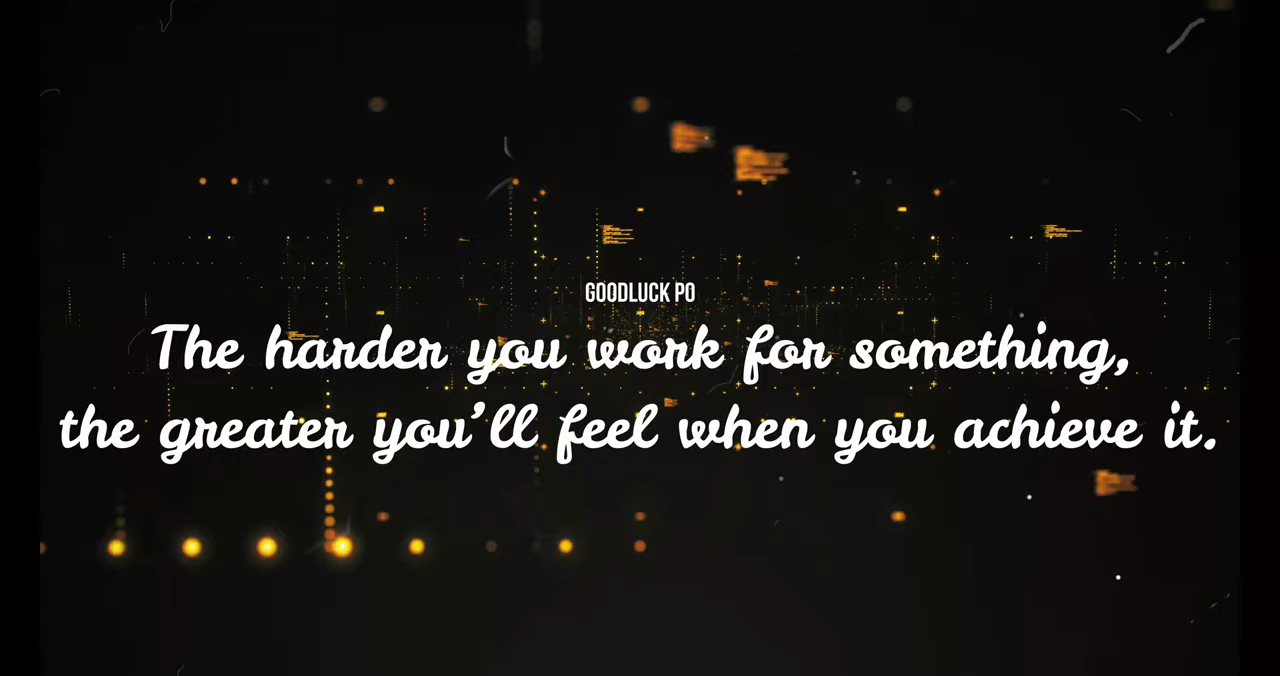 GOODLUCK PO
The harder you work for something,
the greater you’ll feel when you achieve it.